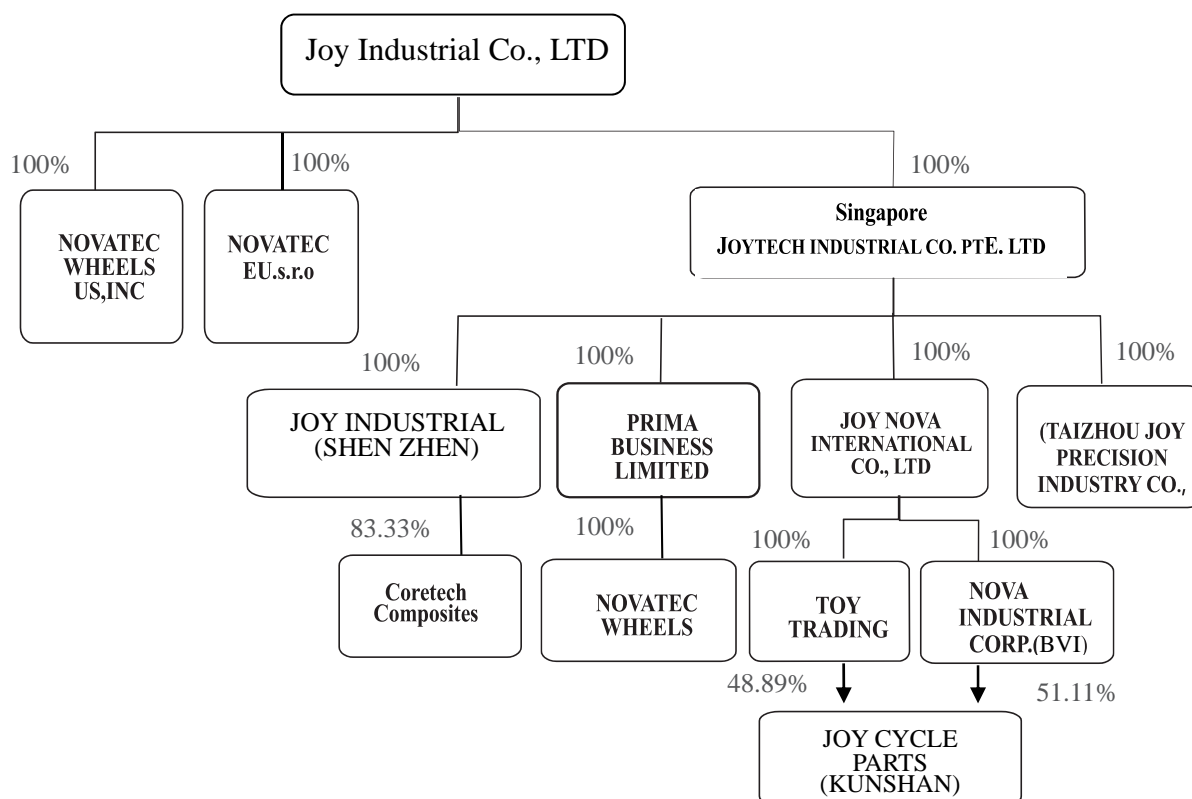 Joy Industrial Co., LTD
100%
100%
100%
NOVATEC
WHEELS
US,INC
NOVATEC
EU.s.r.o
Singapore
JOYTECH INDUSTRIAL CO. PTE. LTD
100%
100%
100%
100%
JOY INDUSTRIAL
(SHEN ZHEN)
PRIMA
BUSINESS
LIMITED
JOY NOVA
INTERNATIONAL
CO., LTD
(TAIZHOU JOY
PRECISION
INDUSTRY CO.,
83.33%
100%
100%
100%
Coretech
Composites
NOVATEC
WHEELS
TOY
TRADING
NOVA
INDUSTRIAL
CORP.(BVI)
48.89%
51.11%
JOY CYCLE
PARTS
(KUNSHAN)